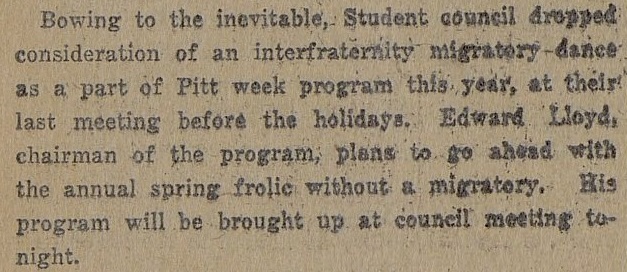 Bowing to the inevitable, Student council dropped
consideration of an interfraternity migratory dance
as a part of Pitt week program this year, at their
last meeting before the holidays. Edward Lloyd,
chairman of the program, plans to go ahead with
the annual spring frolic without a migratory. His
program will be brought up at council meeting to-
night.